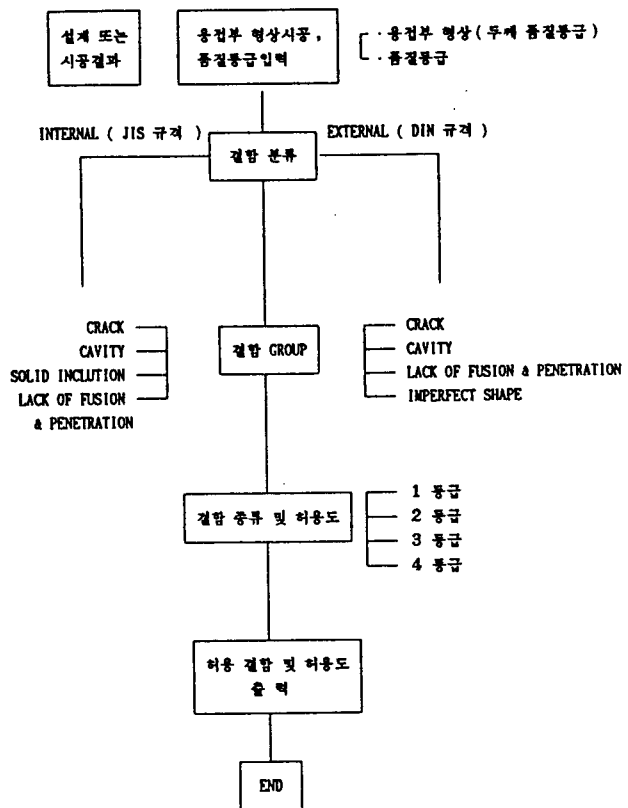 설계 또는
시공결과
용접부 형상시공,
품질등급입력
· 용접부 형상 ( 두께 품질등급 )
· 품질등급
INTERNAL ( JIS 규격 )
EXTERNAL ( DIN 규격 )
결함 분류
CRACK
CAVITY
SOLID INCLUTION
LACK OF FUSION
& PENETRATION
결함 GROUP
CRACK
CAVITY
LACK OF FUSION & PENETRATION
IMPERFECT SHAPE
결함 종류 및 허용도
1 등급
2 등급
3 등급
4 등급
허용 결함 및 허용도
출 력
END